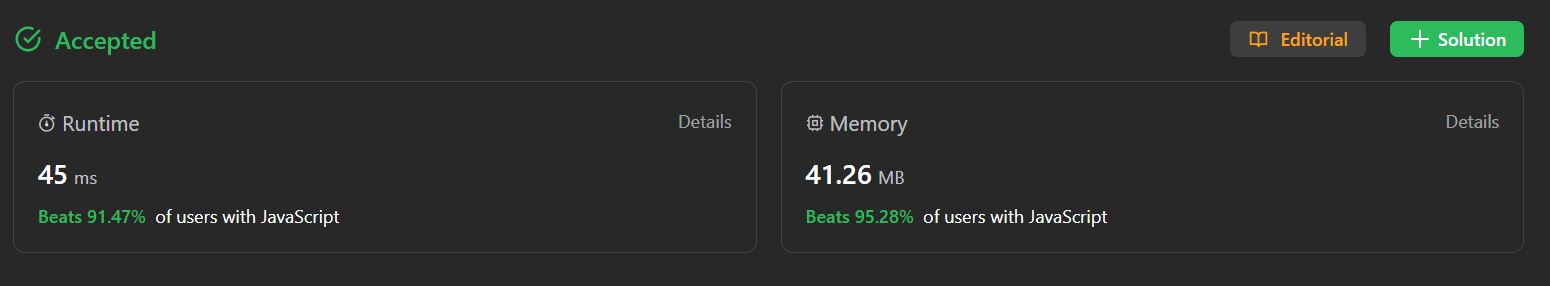 Accepted
Editorial
Solution
Runtime
Details
45 ms
Beats 91.47% of users with JavaScript
Memory
Details
41.26 MB
Beats 95.28% of users with JavaScript